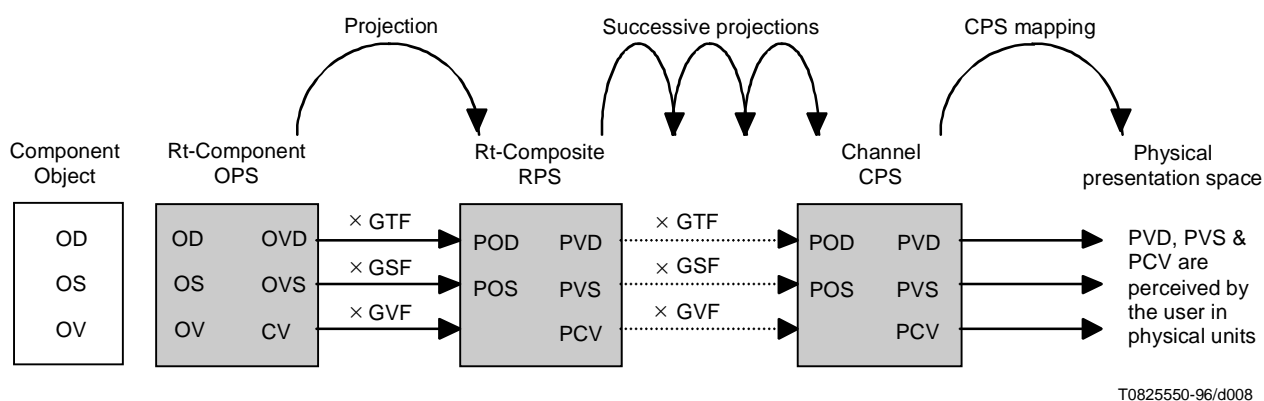 Projection
Successive projections
CPS mapping
Component
Object
Rt-Component
OPS
Rt-Composite
RPS
Channel
CPS
Physical
presentation space
OD
OS
OV
OD OVD
OS OVS
OV CV
× GTF
× GSF
× GVF
POD PVD
POS PVS
PCV
× GTF
× GSF
× GVF
POD PVD
POS PVS
PCV
PVD, PVS &
PCV are
perceived by
the user in
physical units
T0825550-96/d008